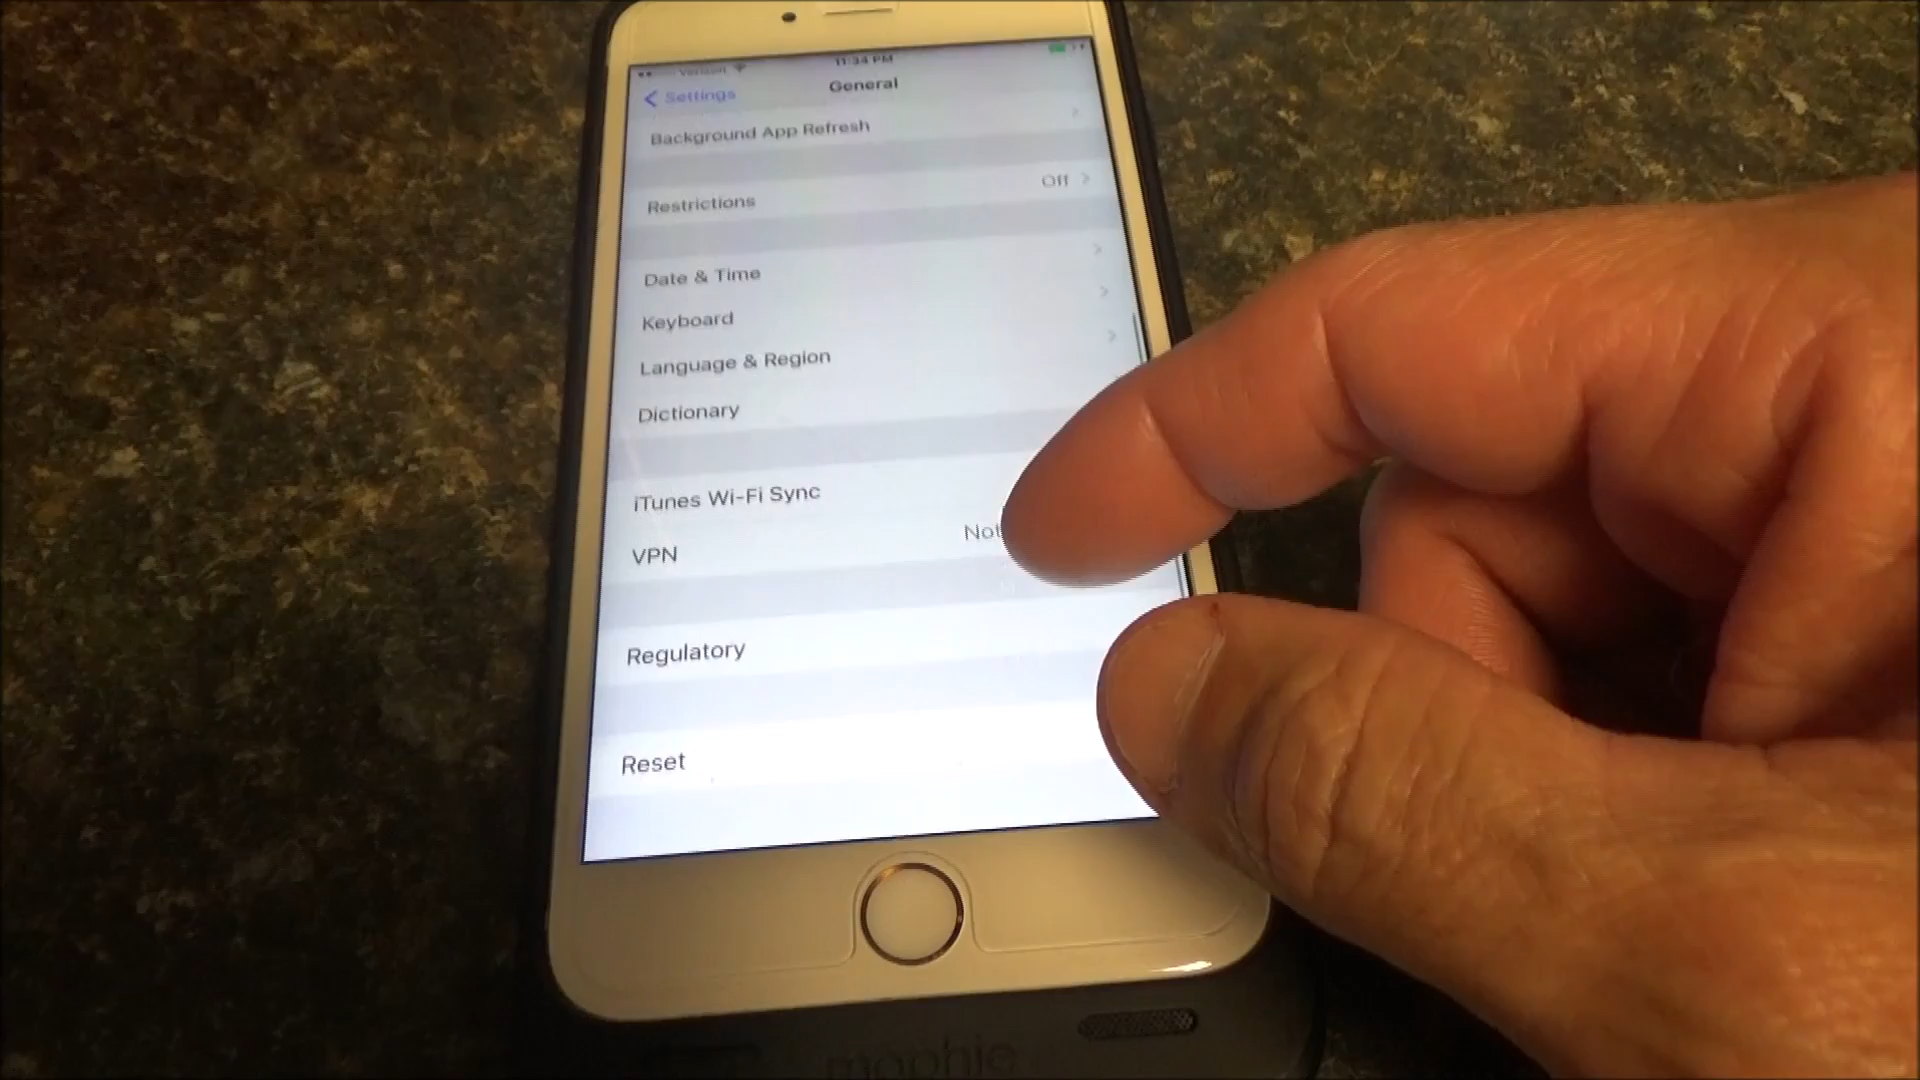 Verizon 11:34 PM
Settings General
Background App Refresh
Restrictions Off
Date & Time
Keyboard
Language & Region
Dictionary
iTunes Wi-Fi Sync
VPN Not
Regulatory
Reset
mophie